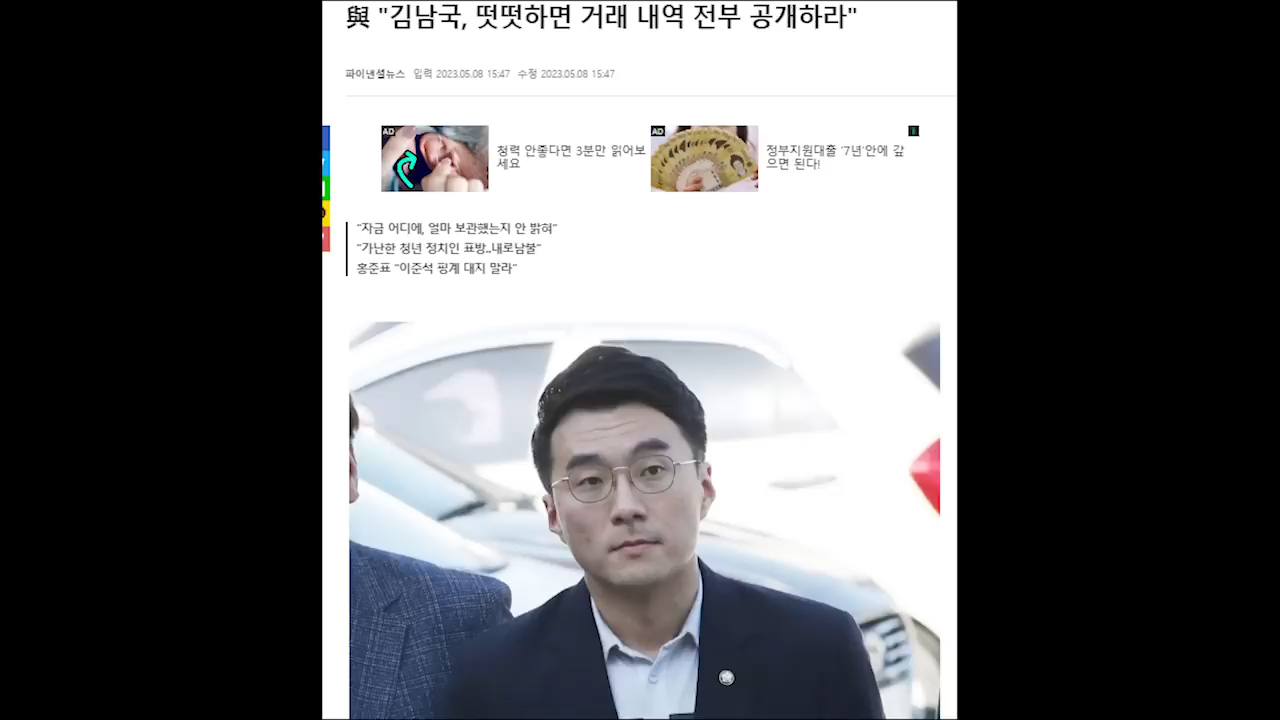 與 "김남국, 떳떳하면 거래 내역 전부 공개하라"
파이낸셜뉴스 입력 2023.05.08 15:47 수정 2023.05.08 15:47
AD
청력 안좋다면 3분만 읽어보
세요
AD
정부지원대출 '7년'안에 갚
으면 된다!
"자금 어디에, 얼마 보관했는지 안 밝혀"
"가난한 청년 정치인 표방..내로남불"
홍준표 "이준석 핑계 대지 말라"